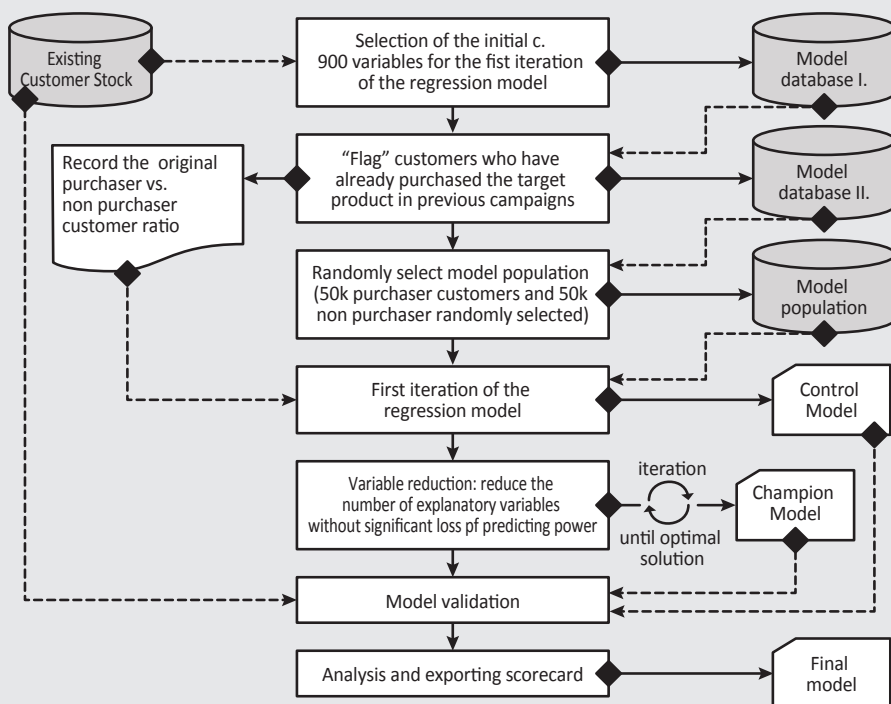 Existing
Customer Stock
Selection of the initial c.
900 variables for the fist iteration
of the regression model
Model
database I.
Record the original
purchaser vs.
non purchaser
customer ratio
“Flag” customers who have
already purchased the target
product in previous campaigns
Model
database II.
Randomly select model population
(50k purchaser customers and 50k
non purchaser randomly selected)
Model
population
First iteration of the
regression model
Control
Model
Variable reduction: reduce the
number of explanatory variables
without significant loss pf predicting power
iteration
until optimal
solution
Champion
Model
Model validation
Analysis and exporting scorecard
Final
model